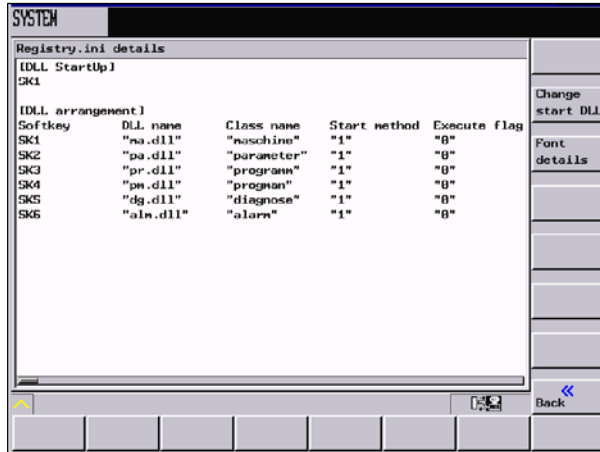 SYSTEM
Registry.ini details
[DLL StartUp]
SK1
[DLL arrangement]
Softkey DLL name Class name Start method Execute flag
SK1 "ma.dll" "maschine" "1" "0"
SK2 "pa.dll" "parameter" "1" "0"
SK3 "pr.dll" "programm" "1" "0"
SK4 "pm.dll" "progman" "1" "0"
SK5 "dg.dll" "diagnose" "1" "0"
SK6 "alm.dll" "alarm" "1" "0"
Change
start DLL
Font
details
Back